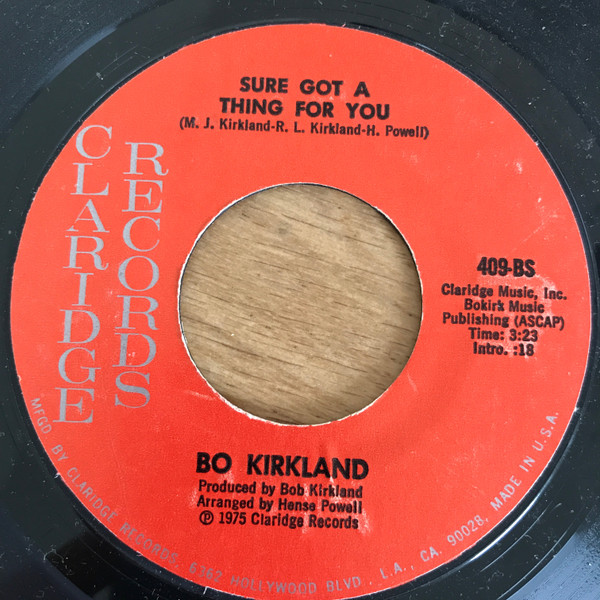 SURE GOT A
THING FOR YOU
(M. J. Kirkland-R. L. Kirkland-H. Powell)
CLARIDGE
RECORDS
409-BS
Claridge Music, Inc.
Bokirk Music
Publishing (ASCAP)
Time: 3:23
Intro. :18
BO KIRKLAND
Produced by Bob Kirkland
Arranged by Hense Powell
℗ 1975 Claridge Records
MFGD BY CLARIDGE RECORDS, 6362 HOLLYWOOD BLVD., L.A., CA. 90028, MADE IN U.S.A.